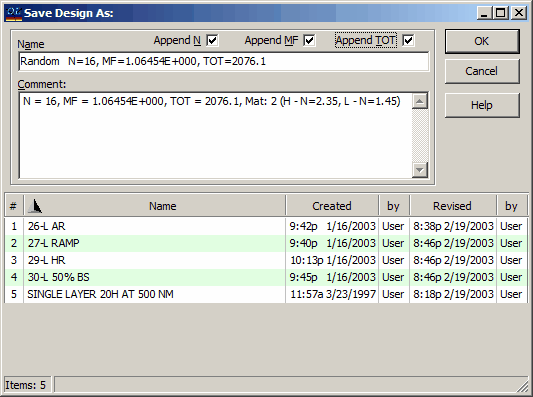 OL Save Design As:
Name Append N Append MF Append TOT OK
Random N=16, MF=1.06454E+000, TOT=2076.1
Cancel
Comment:
N = 16, MF = 1.06454E+000, TOT = 2076.1, Mat: 2 (H - N=2.35, L - N=1.45)
Help
# Name Created by Revised by
1 26-L AR 9:42p 1/16/2003 User 8:38p 2/19/2003 User
2 27-L RAMP 9:40p 1/16/2003 User 8:46p 2/19/2003 User
3 29-L HR 10:13p 1/16/2003 User 8:46p 2/19/2003 User
4 30-L 50% BS 9:45p 1/16/2003 User 8:46p 2/19/2003 User
5 SINGLE LAYER 20H AT 500 NM 11:57a 3/23/1997 User 8:18p 2/19/2003 User
Items: 5